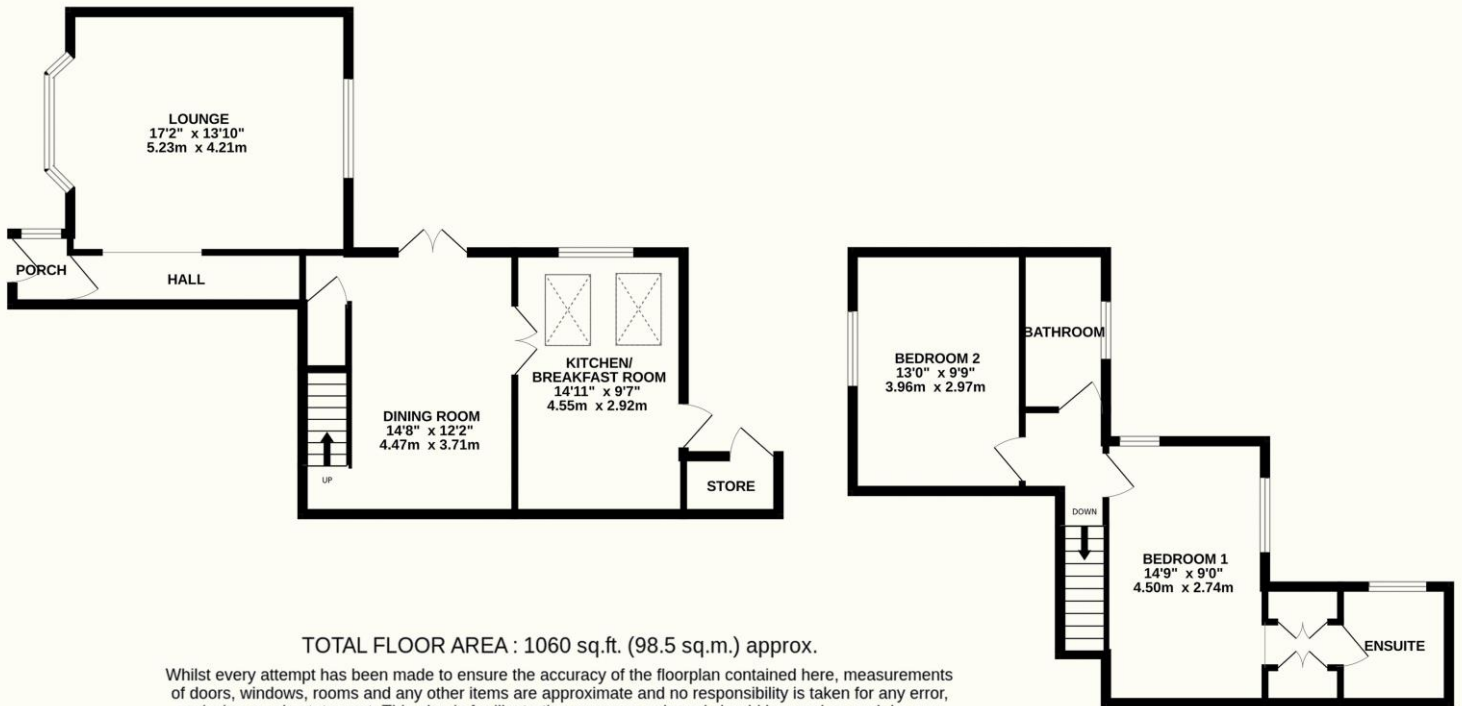 LOUNGE
17'2" x 13'10"
5.23m x 4.21m
PORCH
HALL
KITCHEN/
BREAKFAST ROOM
14'11" x 9'7"
4.55m x 2.92m
DINING ROOM
14'8" x 12'2"
4.47m x 3.71m
UP
STORE
BATHROOM
BEDROOM 2
13'0" x 9'9"
3.96m x 2.97m
DOWN
BEDROOM 1
14'9" x 9'0"
4.50m x 2.74m
ENSUITE
TOTAL FLOOR AREA : 1060 sq.ft. (98.5 sq.m.) approx.
Whilst every attempt has been made to ensure the accuracy of the floorplan contained here, measurements
of doors, windows, rooms and any other items are approximate and no responsibility is taken for any error,